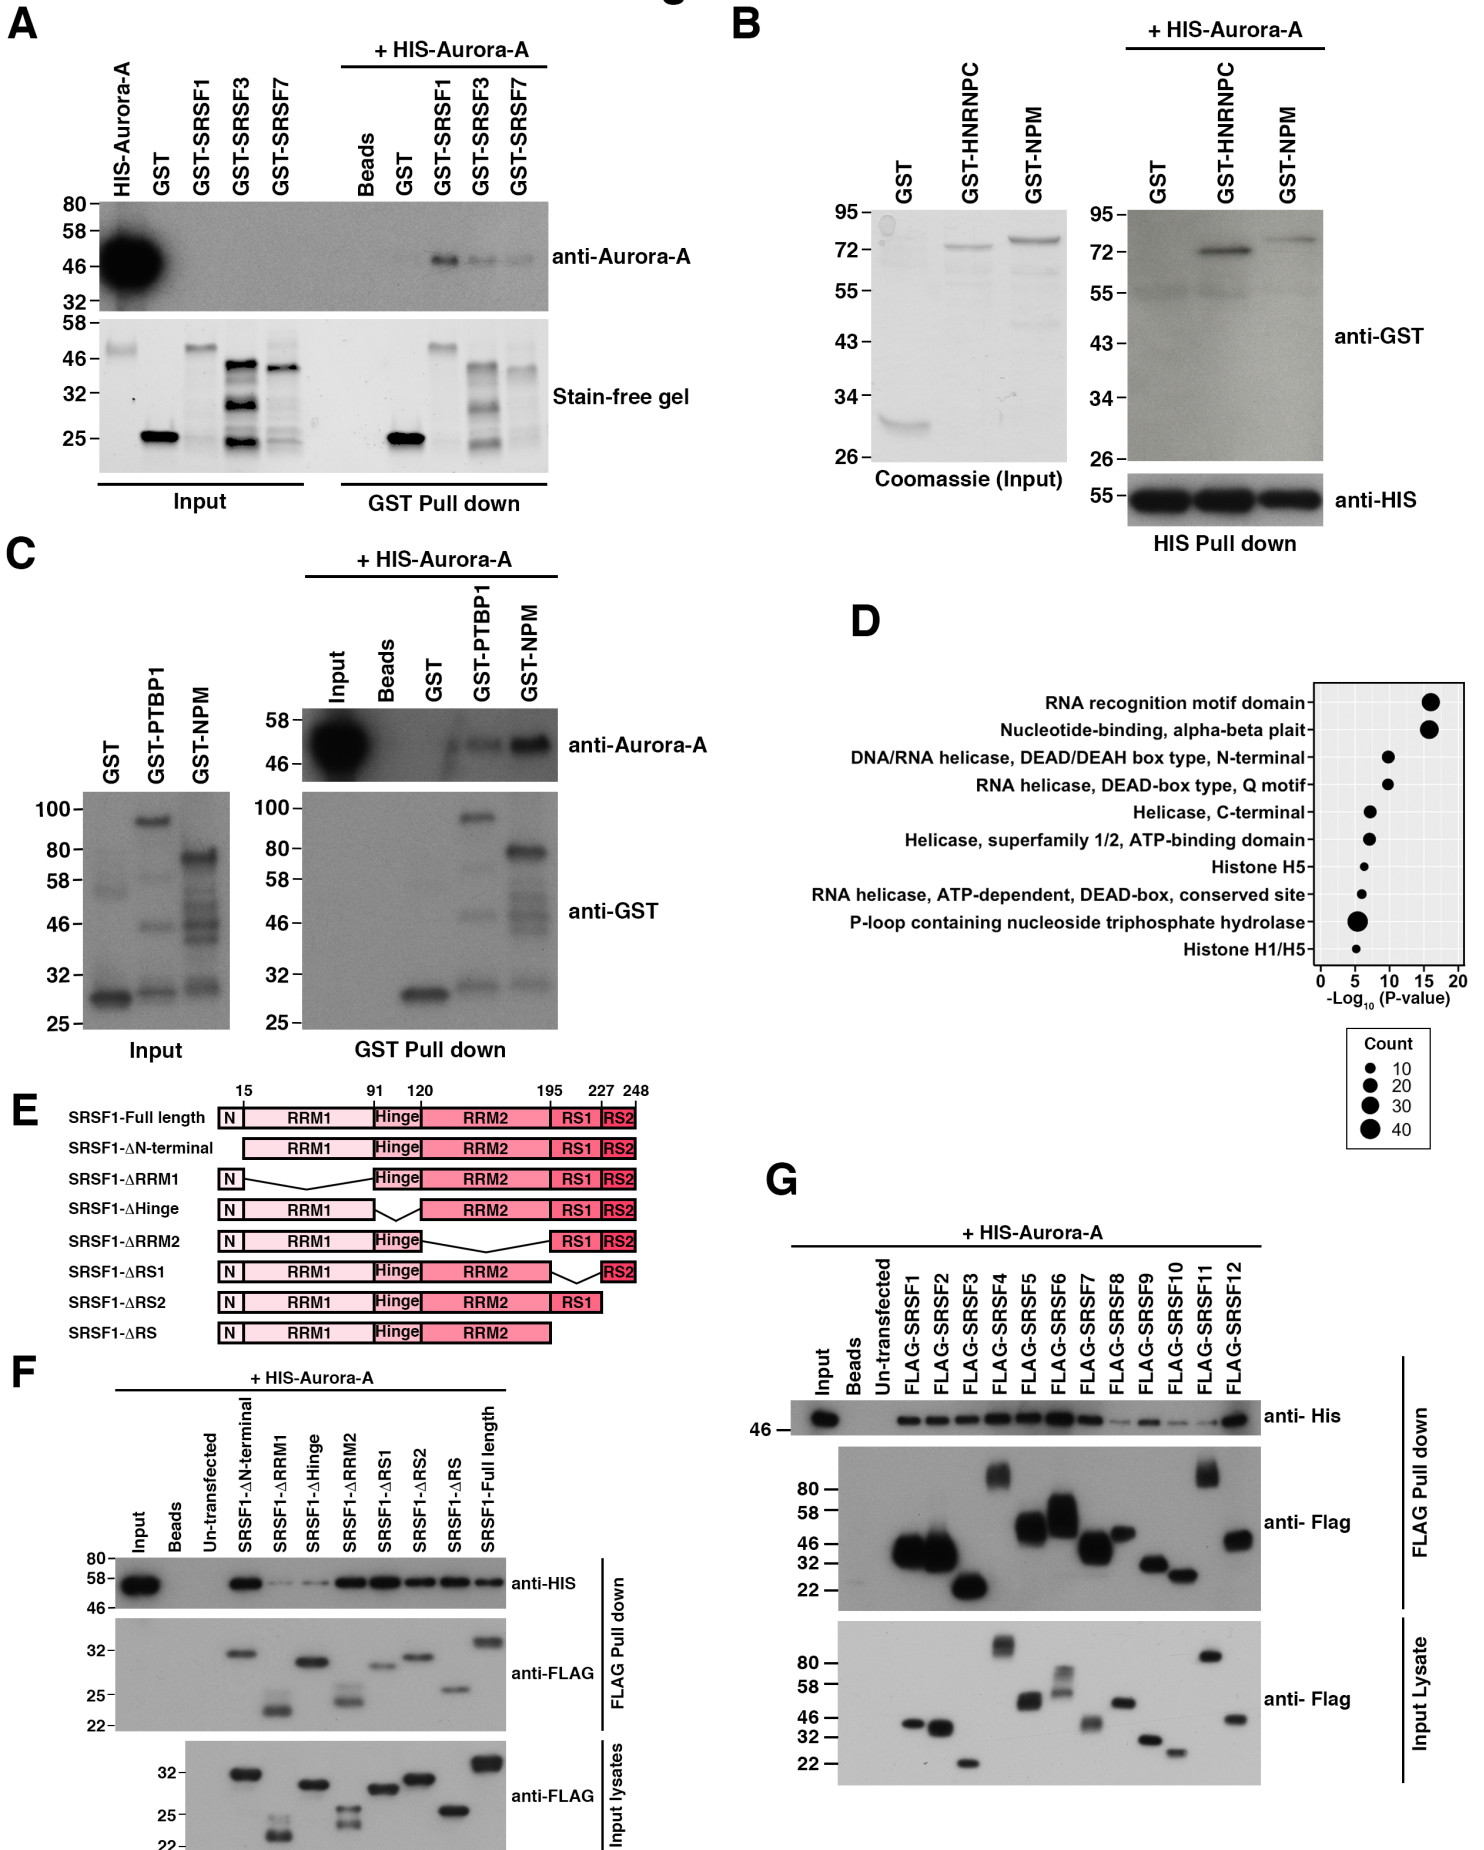 A
+ HIS-Aurora-A
HIS-Aurora-A
GST
GST-SRSF1
GST-SRSF3
GST-SRSF7
Beads
GST
GST-SRSF1
GST-SRSF3
GST-SRSF7
80
58
46
32
anti-Aurora-A
58
46
32
25
Stain-free gel
Input
GST Pull down
B
+ HIS-Aurora-A
GST
GST-HNRNPC
GST-NPM
GST
GST-HNRNPC
GST-NPM
95
72
55
43
34
26
Coomassie (Input)
95
72
55
43
34
26
anti-GST
55
anti-HIS
HIS Pull down
C
+ HIS-Aurora-A
GST
GST-PTBP1
GST-NPM
Input
Beads
GST
GST-PTBP1
GST-NPM
58
46
anti-Aurora-A
100
80
58
46
32
25
Input
100
80
58
46
32
25
anti-GST
GST Pull down
D
RNA recognition motif domain
Nucleotide-binding, alpha-beta plait
DNA/RNA helicase, DEAD/DEAH box type, N-terminal
RNA helicase, DEAD-box type, Q motif
Helicase, C-terminal
Helicase, superfamily 1/2, ATP-binding domain
Histone H5
RNA helicase, ATP-dependent, DEAD-box, conserved site
P-loop containing nucleoside triphosphate hydrolase
Histone H1/H5
0 5 10 15 20
-Log10 (P-value)
Count
10
20
30
40
E
15 91 120 195 227 248
SRSF1-Full length N RRM1 Hinge RRM2 RS1 RS2
SRSF1-ΔN-terminal RRM1 Hinge RRM2 RS1 RS2
SRSF1-ΔRRM1 N Hinge RRM2 RS1 RS2
SRSF1-ΔHinge N RRM1 RRM2 RS1 RS2
SRSF1-ΔRRM2 N RRM1 Hinge RS1 RS2
SRSF1-ΔRS1 N RRM1 Hinge RRM2 RS2
SRSF1-ΔRS2 N RRM1 Hinge RRM2 RS1
SRSF1-ΔRS N RRM1 Hinge RRM2
F
+ HIS-Aurora-A
Input
Beads
Un-transfected
SRSF1-ΔN-terminal
SRSF1-ΔRRM1
SRSF1-ΔHinge
SRSF1-ΔRRM2
SRSF1-ΔRS1
SRSF1-ΔRS2
SRSF1-ΔRS
SRSF1-Full length
80
58
46
anti-HIS
32
25
22
anti-FLAG
FLAG Pull down
32
25
22
anti-FLAG
Input lysates
G
+ HIS-Aurora-A
Input
Beads
Un-transfected
FLAG-SRSF1
FLAG-SRSF2
FLAG-SRSF3
FLAG-SRSF4
FLAG-SRSF5
FLAG-SRSF6
FLAG-SRSF7
FLAG-SRSF8
FLAG-SRSF9
FLAG-SRSF10
FLAG-SRSF11
FLAG-SRSF12
46
anti- His
80
58
46
32
22
anti- Flag
FLAG Pull down
80
58
46
32
22
anti- Flag
Input Lysate